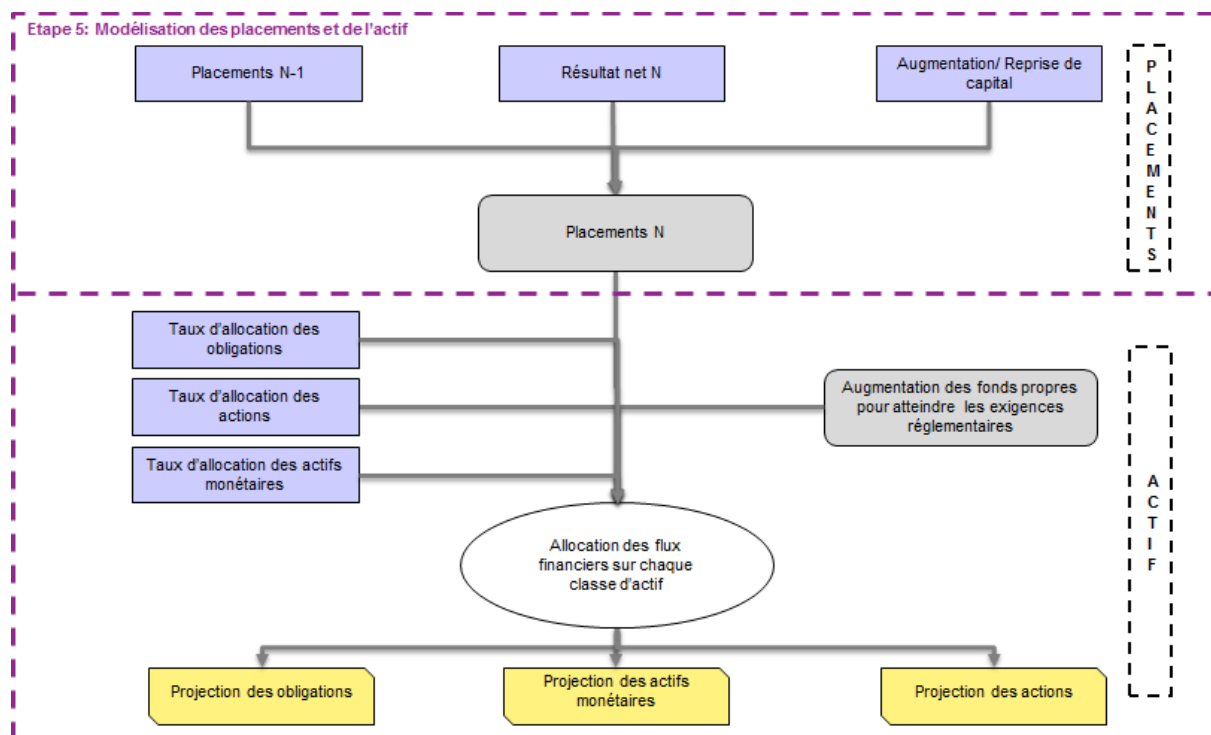 Etape 5: Modélisation des placements et de l'actif
Placements N-1
Résultat net N
Augmentation/ Reprise de
capital
PLACEMENTS
Placements N
Taux d'allocation des
obligations
Taux d'allocation des
actions
Augmentation des fonds propres
pour atteindre les exigences
réglementaires
Taux d'allocation des actifs
monétaires
ACTIF
Allocation des flux
financiers sur chaque
classe d'actif
Projection des obligations
Projection des actifs
monétaires
Projection des actions